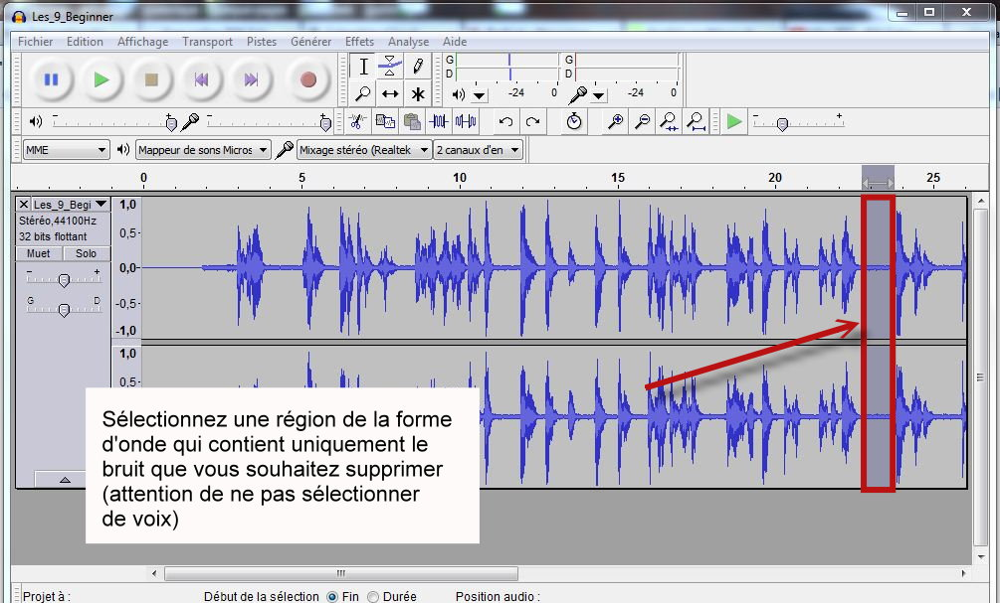 Les_9_Beginner
Fichier Edition Affichage Transport Pistes Générer Effets Analyse Aide
G G
D D
-24 0 -24 0
MME Mappeur de sons Micros Mixage stéréo (Realtek 2 canaux d'en
0 5 10 15 20 25
Les_9_Begi
Stéréo,44100Hz
32 bits flottant
Muet Solo
- +
G D
1,0
0,5-
0,0-
-0,5-
-1,0
1,0
0,5-
Sélectionnez une région de la forme
d'onde qui contient uniquement le
bruit que vous souhaitez supprimer
(attention de ne pas sélectionner
de voix)
Projet à : Début de la sélection Fin Durée Position audio :